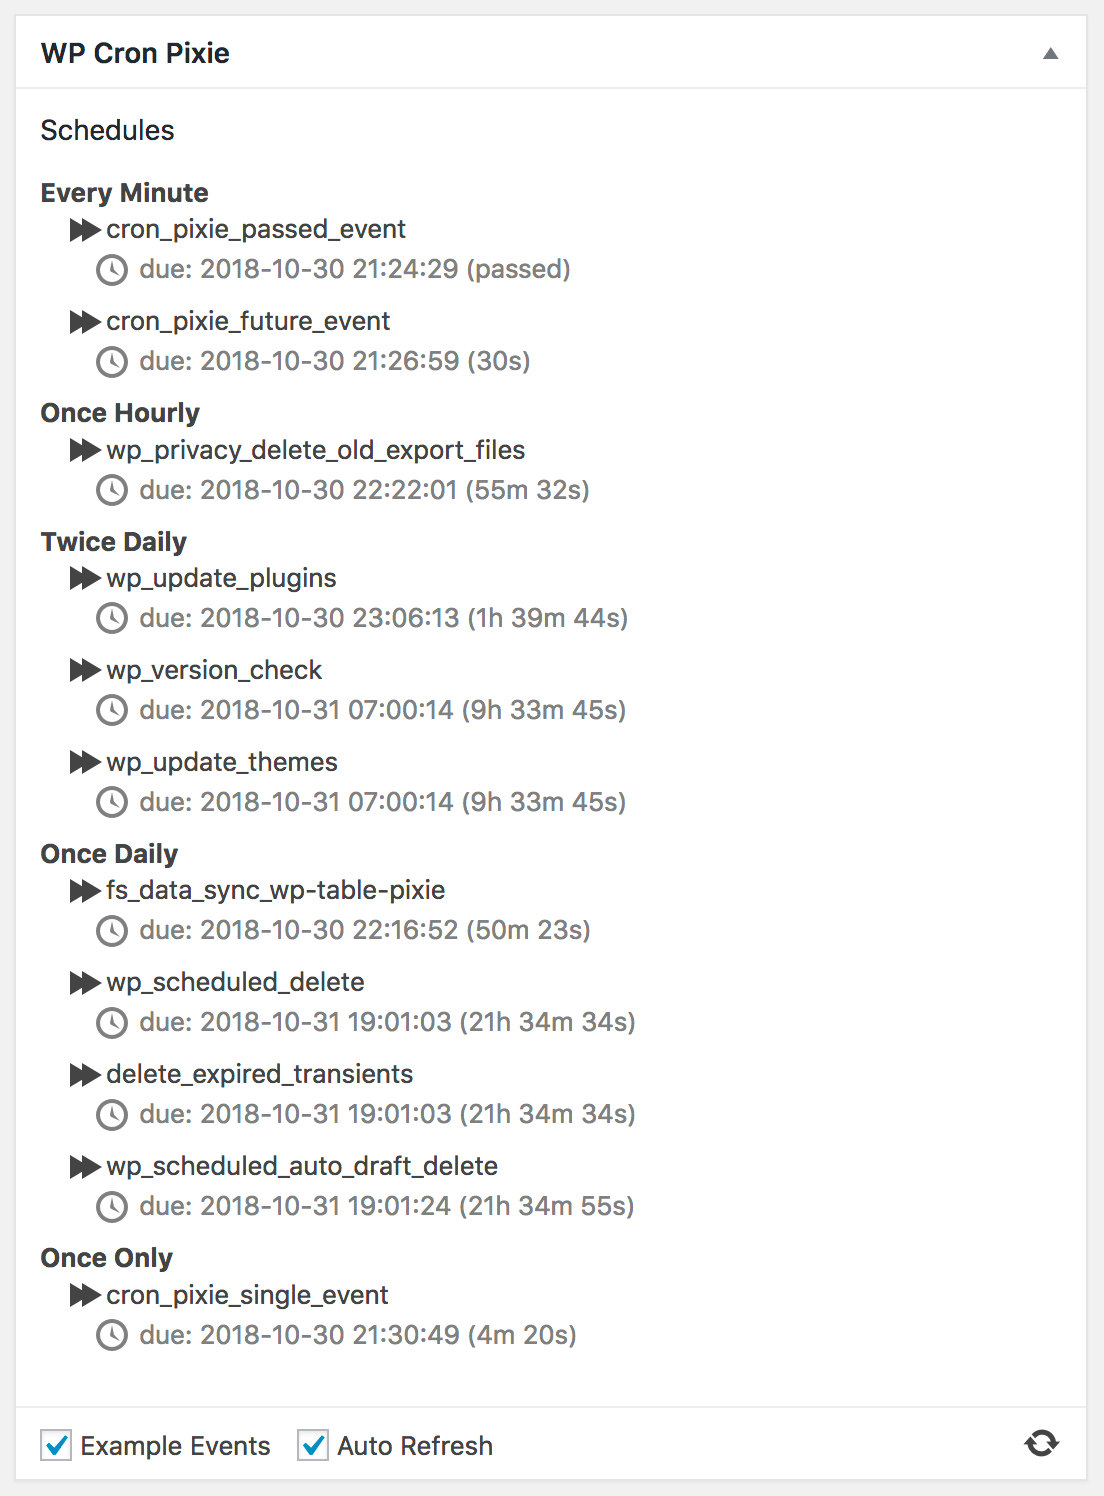 WP Cron Pixie
Schedules
Every Minute
cron_pixie_passed_event
due: 2018-10-30 21:24:29 (passed)
cron_pixie_future_event
due: 2018-10-30 21:26:59 (30s)
Once Hourly
wp_privacy_delete_old_export_files
due: 2018-10-30 22:22:01 (55m 32s)
Twice Daily
wp_update_plugins
due: 2018-10-30 23:06:13 (1h 39m 44s)
wp_version_check
due: 2018-10-31 07:00:14 (9h 33m 45s)
wp_update_themes
due: 2018-10-31 07:00:14 (9h 33m 45s)
Once Daily
fs_data_sync_wp-table-pixie
due: 2018-10-30 22:16:52 (50m 23s)
wp_scheduled_delete
due: 2018-10-31 19:01:03 (21h 34m 34s)
delete_expired_transients
due: 2018-10-31 19:01:03 (21h 34m 34s)
wp_scheduled_auto_draft_delete
due: 2018-10-31 19:01:24 (21h 34m 55s)
Once Only
cron_pixie_single_event
due: 2018-10-30 21:30:49 (4m 20s)
Example Events Auto Refresh